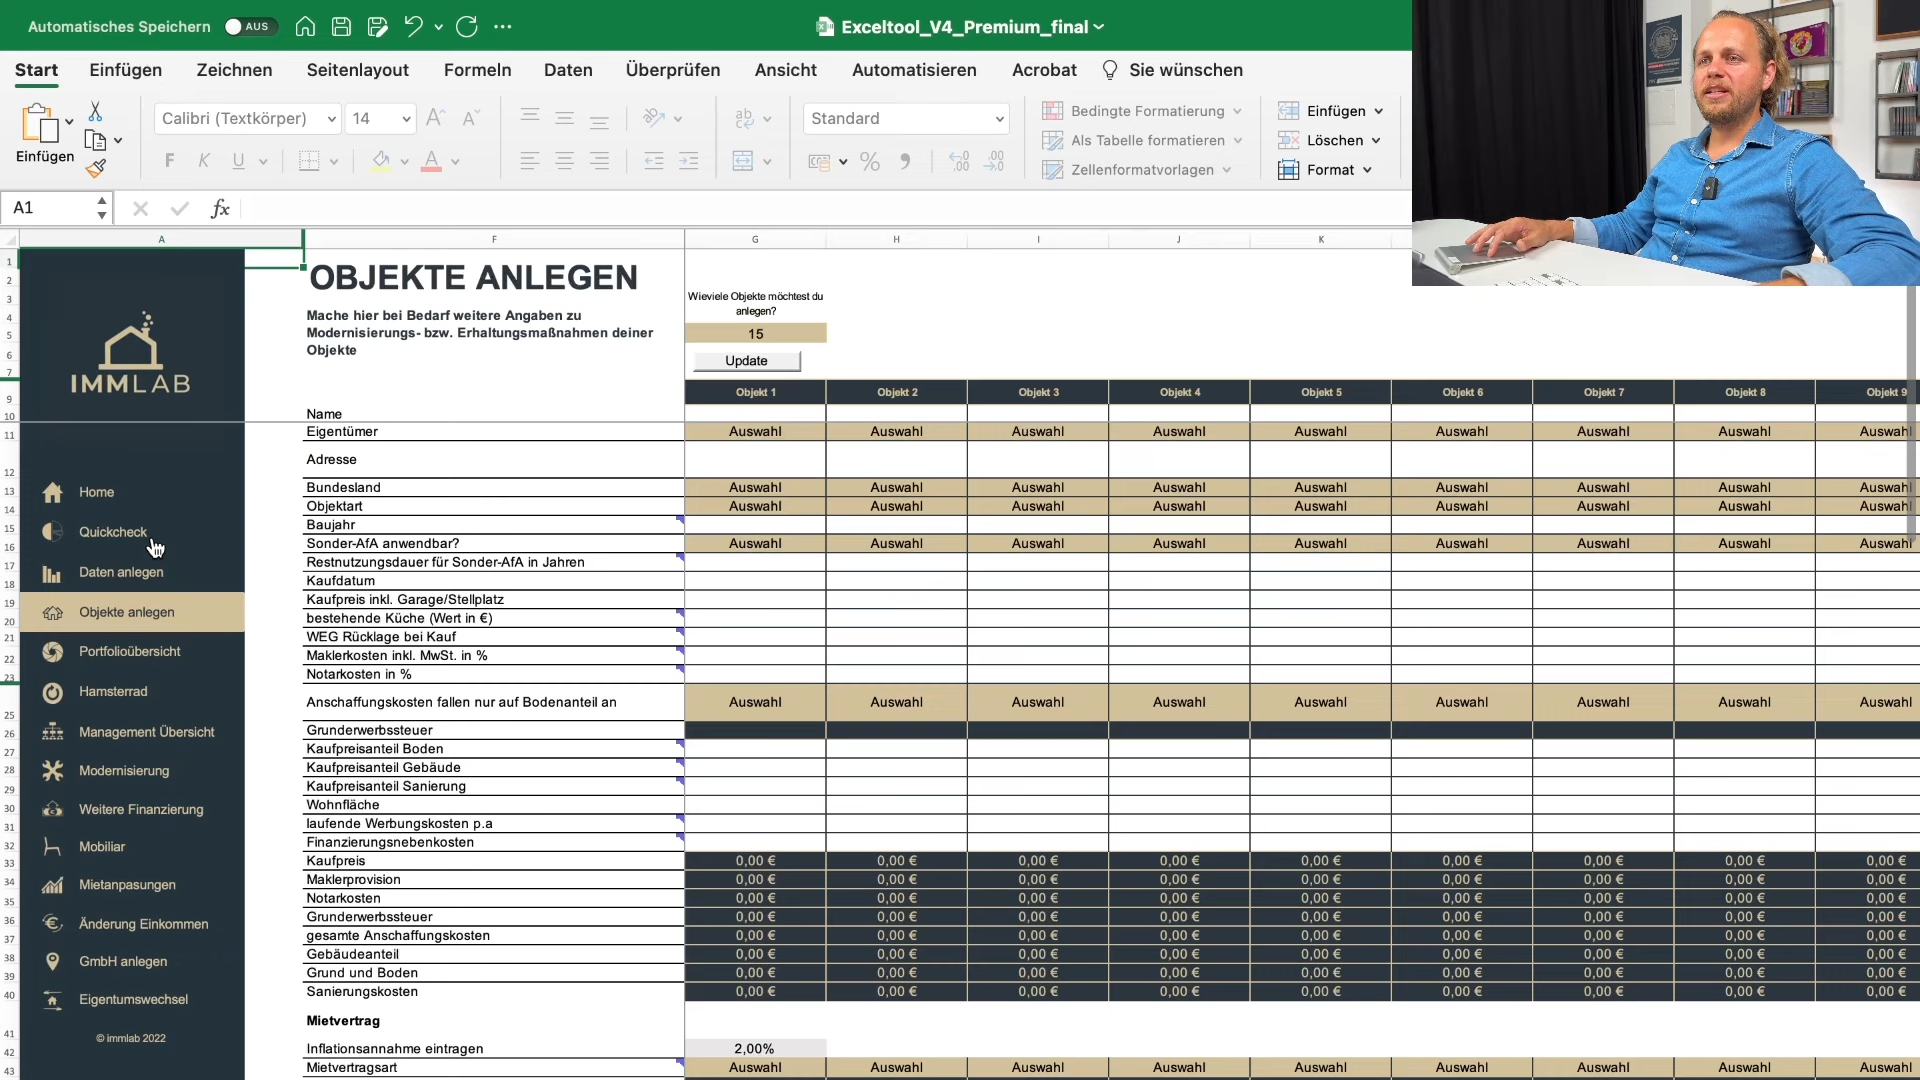 Automatisches Speichern AUS
Exceltool_V4_Premium_final
Start Einfügen Zeichnen Seitenlayout Formeln Daten Überprüfen Ansicht Automatisieren Acrobat Sie wünschen
Einfügen
Calibri (Textkörper) 14
F K U
Standard
Bedingte Formatierung
Als Tabelle formatieren
Zellenformatvorlagen
Einfügen
Löschen
Format
A1 fx
A F G H I J K
IMMLAB
Home
Quickcheck
Daten anlegen
Objekte anlegen
Portfolioübersicht
Hamsterrad
Management Übersicht
Modernisierung
Weitere Finanzierung
Mobiliar
Mietanpasungen
Änderung Einkommen
GmbH anlegen
Eigentumswechsel
© immlab 2022
OBJEKTE ANLEGEN
Mache hier bei Bedarf weitere Angaben zu
Modernisierungs- bzw. Erhaltungsmaßnahmen deiner
Objekte
Wieviele Objekte möchtest du
anlegen?
15
Update
Objekt 1 Objekt 2 Objekt 3 Objekt 4 Objekt 5 Objekt 6 Objekt 7 Objekt 8 Objekt 9
Name
Eigentümer Auswahl Auswahl Auswahl Auswahl Auswahl Auswahl Auswahl Auswahl Auswahl
Adresse
Bundesland Auswahl Auswahl Auswahl Auswahl Auswahl Auswahl Auswahl Auswahl Auswahl
Objektart Auswahl Auswahl Auswahl Auswahl Auswahl Auswahl Auswahl Auswahl Auswahl
Baujahr
Sonder-AfA anwendbar? Auswahl Auswahl Auswahl Auswahl Auswahl Auswahl Auswahl Auswahl Auswahl
Restnutzungsdauer für Sonder-AfA in Jahren
Kaufdatum
Kaufpreis inkl. Garage/Stellplatz
bestehende Küche (Wert in €)
WEG Rücklage bei Kauf
Maklerkosten inkl. MwSt. in %
Notarkosten in %
Anschaffungskosten fallen nur auf Bodenanteil an Auswahl Auswahl Auswahl Auswahl Auswahl Auswahl Auswahl Auswahl Auswahl
Grunderwerbssteuer
Kaufpreisanteil Boden
Kaufpreisanteil Gebäude
Kaufpreisanteil Sanierung
Wohnfläche
laufende Werbungskosten p.a
Finanzierungsnebenkosten
Kaufpreis 0,00 € 0,00 € 0,00 € 0,00 € 0,00 € 0,00 € 0,00 € 0,00 € 0,00 €
Maklerprovision 0,00 € 0,00 € 0,00 € 0,00 € 0,00 € 0,00 € 0,00 € 0,00 € 0,00 €
Notarkosten 0,00 € 0,00 € 0,00 € 0,00 € 0,00 € 0,00 € 0,00 € 0,00 € 0,00 €
Grunderwerbssteuer 0,00 € 0,00 € 0,00 € 0,00 € 0,00 € 0,00 € 0,00 € 0,00 € 0,00 €
gesamte Anschaffungskosten 0,00 € 0,00 € 0,00 € 0,00 € 0,00 € 0,00 € 0,00 € 0,00 € 0,00 €
Gebäudeanteil 0,00 € 0,00 € 0,00 € 0,00 € 0,00 € 0,00 € 0,00 € 0,00 € 0,00 €
Grund und Boden 0,00 € 0,00 € 0,00 € 0,00 € 0,00 € 0,00 € 0,00 € 0,00 € 0,00 €
Sanierungskosten 0,00 € 0,00 € 0,00 € 0,00 € 0,00 € 0,00 € 0,00 € 0,00 € 0,00 €
Mietvertrag
Inflationsannahme eintragen 2,00%
Mietvertragsart Auswahl Auswahl Auswahl Auswahl Auswahl Auswahl Auswahl Auswahl Auswahl